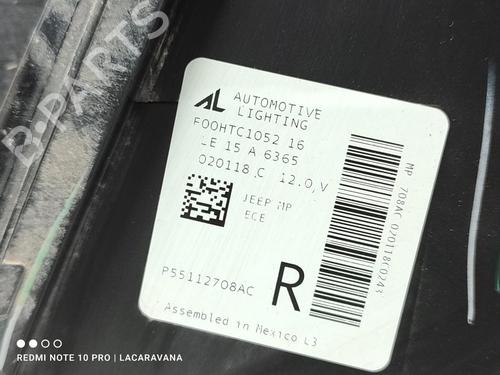 B-PARTS
AL AUTOMOTIVE
LIGHTING
F00HTC1052 16
LE 15 A 6365
020118.C 12.0,V
JEEP MP
ECE
P55112708AC
R
Assembled in Mexico L3
MP 708AC 020118C0243
REDMI NOTE 10 PRO | LACARAVANA